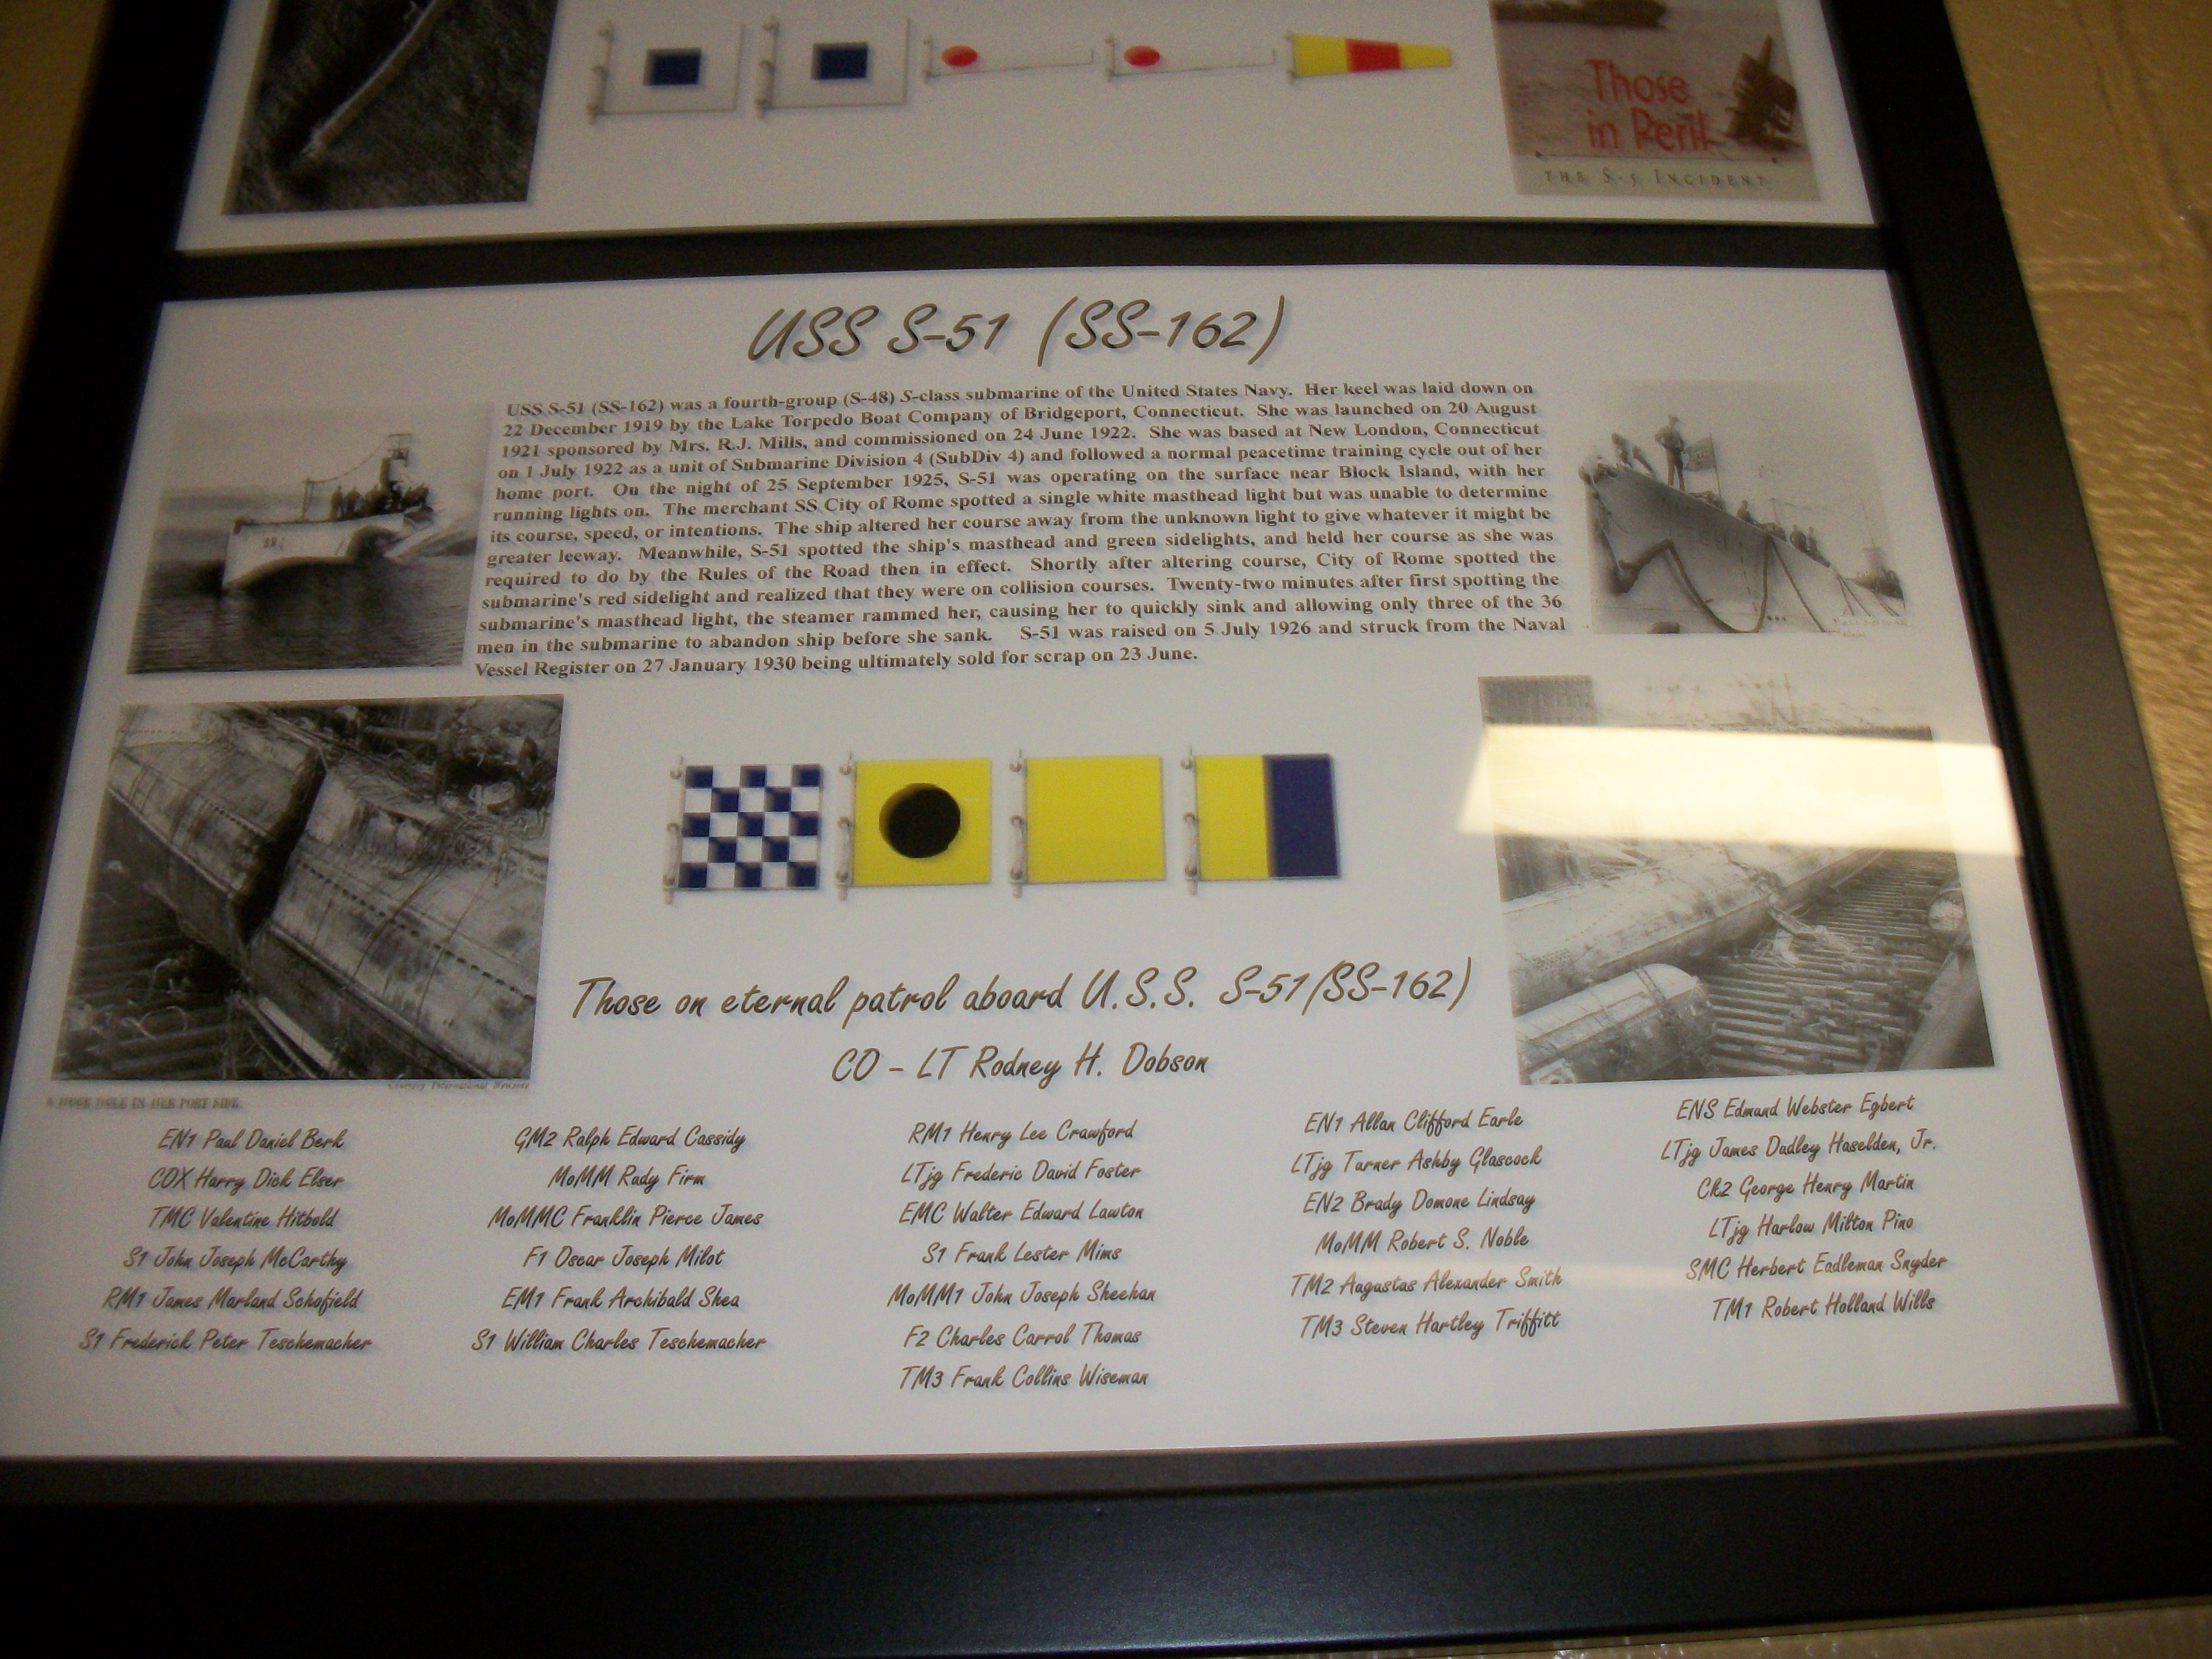 Those
in Peril
THE S-5 INCIDENT
USS S-51 (SS-162)
USS S-51 (SS-162) was a fourth-group (S-48) S-class submarine of the United States Navy. Her keel was laid down on
22 December 1919 by the Lake Torpedo Boat Company of Bridgeport, Connecticut. She was launched on 20 August
1921 sponsored by Mrs. R.J. Mills, and commissioned on 24 June 1922. She was based at New London, Connecticut
on 1 July 1922 as a unit of Submarine Division 4 (SubDiv 4) and followed a normal peacetime training cycle out of her
home port. On the night of 25 September 1925, S-51 was operating on the surface near Block Island, with her
running lights on. The merchant SS City of Rome spotted a single white masthead light but was unable to determine
its course, speed, or intentions. The ship altered her course away from the unknown light to give whatever it might be
greater leeway. Meanwhile, S-51 spotted the ship's masthead and green sidelights, and held her course as she was
required to do by the Rules of the Road then in effect. Shortly after altering course, City of Rome spotted the
submarine's red sidelight and realized that they were on collision courses. Twenty-two minutes after first spotting the
submarine's masthead light, the steamer rammed her, causing her to quickly sink and allowing only three of the 36
men in the submarine to abandon ship before she sank. S-51 was raised on 5 July 1926 and struck from the Naval
Vessel Register on 27 January 1930 being ultimately sold for scrap on 23 June.
Those on eternal patrol aboard U.S.S. S-51 (SS-162)
CO - LT Rodney H. Dobson
Courtesy International Newsreel
A HUGE HOLE IN HER PORT SIDE
EN1 Paul Daniel Berk
COX Harry Dick Elser
TMC Valentine Hitbold
S1 John Joseph McCarthy
RM1 James Marland Schofield
S1 Frederick Peter Teschemacher
GM2 Ralph Edward Cassidy
MoMM Rudy Firm
MoMMC Franklin Pierce James
F1 Oscar Joseph Milot
EM1 Frank Archibald Shea
S1 William Charles Teschemacher
RM1 Henry Lee Crawford
LTjg Frederic David Foster
EMC Walter Edward Lawton
S1 Frank Lester Mims
MoMM1 John Joseph Sheehan
F2 Charles Carrol Thomas
TM3 Frank Collins Wiseman
EN1 Allan Clifford Earle
LTjg Turner Ashby Glascock
EN2 Brady Domone Lindsay
MoMM Robert S. Noble
TM2 Augustus Alexander Smith
TM3 Steven Hartley Triffitt
ENS Edmund Webster Egbert
LTjg James Dudley Haselden, Jr.
CK2 George Henry Martin
LTjg Harlow Milton Pino
SMC Herbert Eadleman Snyder
TM1 Robert Holland Wills